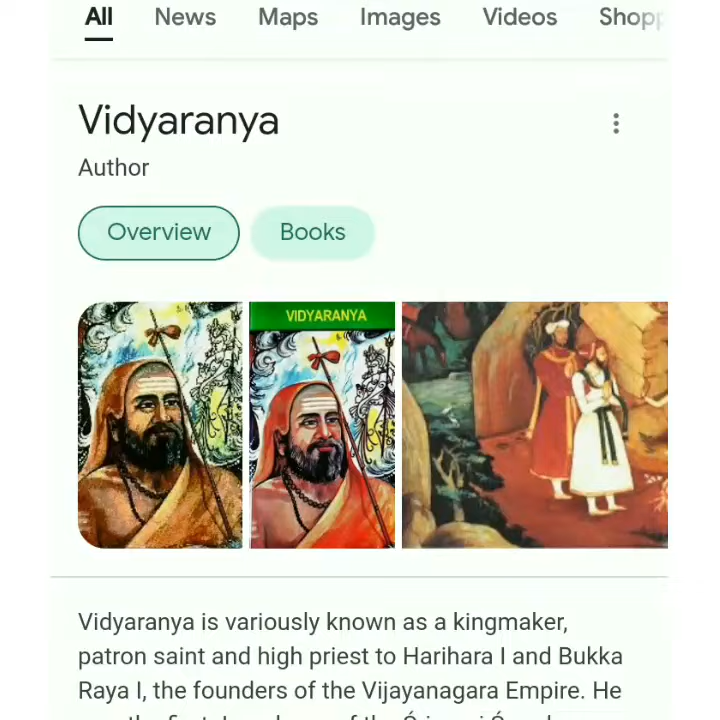 All News Maps Images Videos
Vidyaranya
Author
Overview Books
VIDYARANYA
Vidyaranya is variously known as a kingmaker,
patron saint and high priest to Harihara I and Bukka
Raya I, the founders of the Vijayanagara Empire. He